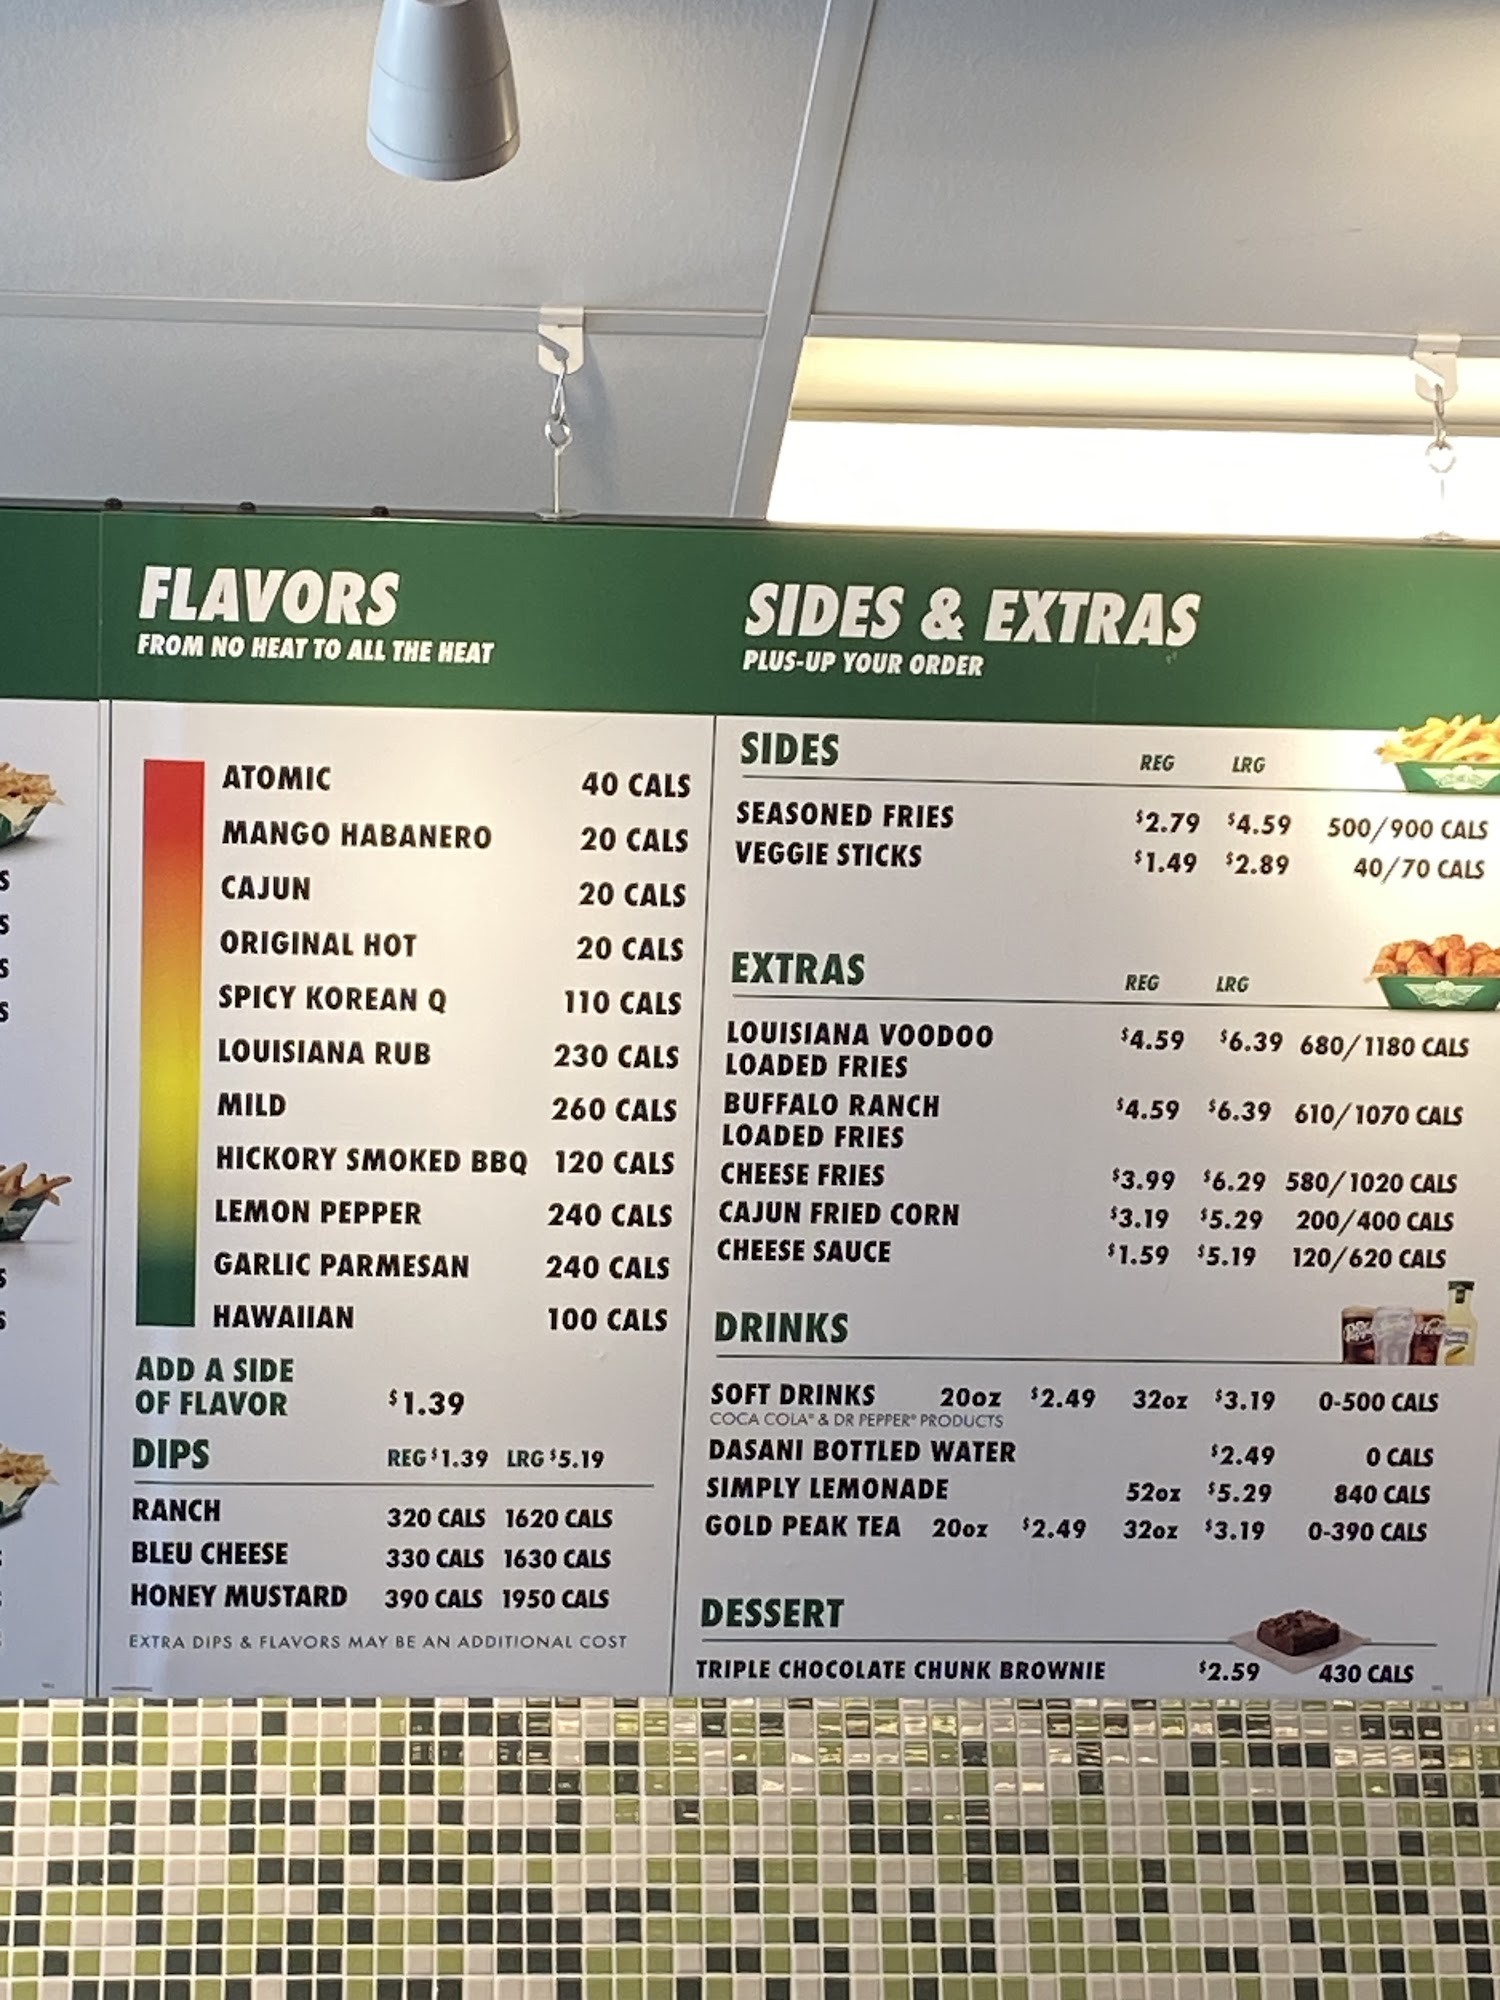 FLAVORS
FROM NO HEAT TO ALL THE HEAT
ATOMIC 40 CALS
MANGO HABANERO 20 CALS
CAJUN 20 CALS
ORIGINAL HOT 20 CALS
SPICY KOREAN Q 110 CALS
LOUISIANA RUB 230 CALS
MILD 260 CALS
HICKORY SMOKED BBQ 120 CALS
LEMON PEPPER 240 CALS
GARLIC PARMESAN 240 CALS
HAWAIIAN 100 CALS
ADD A SIDE
OF FLAVOR $1.39
DIPS REG $1.39 LRG $5.19
RANCH 320 CALS 1620 CALS
BLEU CHEESE 330 CALS 1630 CALS
HONEY MUSTARD 390 CALS 1950 CALS
EXTRA DIPS & FLAVORS MAY BE AN ADDITIONAL COST
SIDES & EXTRAS
PLUS-UP YOUR ORDER
SIDES REG LRG
SEASONED FRIES $2.79 $4.59 500/900 CALS
VEGGIE STICKS $1.49 $2.89 40/70 CALS
EXTRAS REG LRG
LOUISIANA VOODOO $4.59 $6.39 680/1180 CALS
LOADED FRIES
BUFFALO RANCH $4.59 $6.39 610/1070 CALS
LOADED FRIES
CHEESE FRIES $3.99 $6.29 580/1020 CALS
CAJUN FRIED CORN $3.19 $5.29 200/400 CALS
CHEESE SAUCE $1.59 $5.19 120/620 CALS
DRINKS
SOFT DRINKS 20oz $2.49 32oz $3.19 0-500 CALS
COCA COLA® & DR PEPPER® PRODUCTS
DASANI BOTTLED WATER $2.49 0 CALS
SIMPLY LEMONADE 52oz $5.29 840 CALS
GOLD PEAK TEA 20oz $2.49 32oz $3.19 0-390 CALS
DESSERT
TRIPLE CHOCOLATE CHUNK BROWNIE $2.59 430 CALS